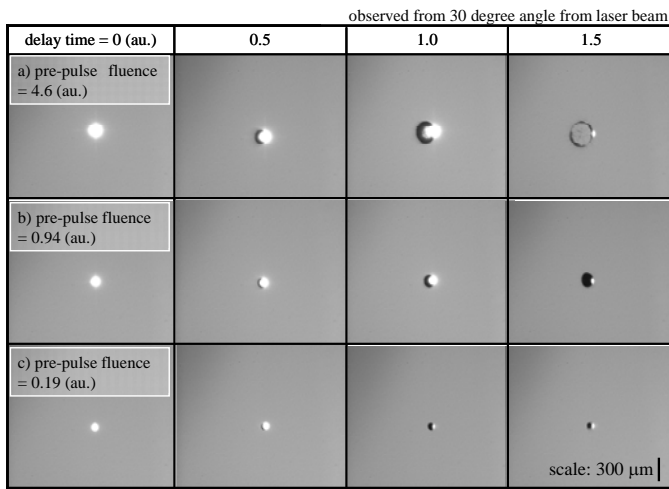 observed from 30 degree angle from laser beam
delay time = 0 (au.) 0.5 1.0 1.5
a) pre-pulse fluence
= 4.6 (au.)
b) pre-pulse fluence
= 0.94 (au.)
c) pre-pulse fluence
= 0.19 (au.)
scale: 300 μm